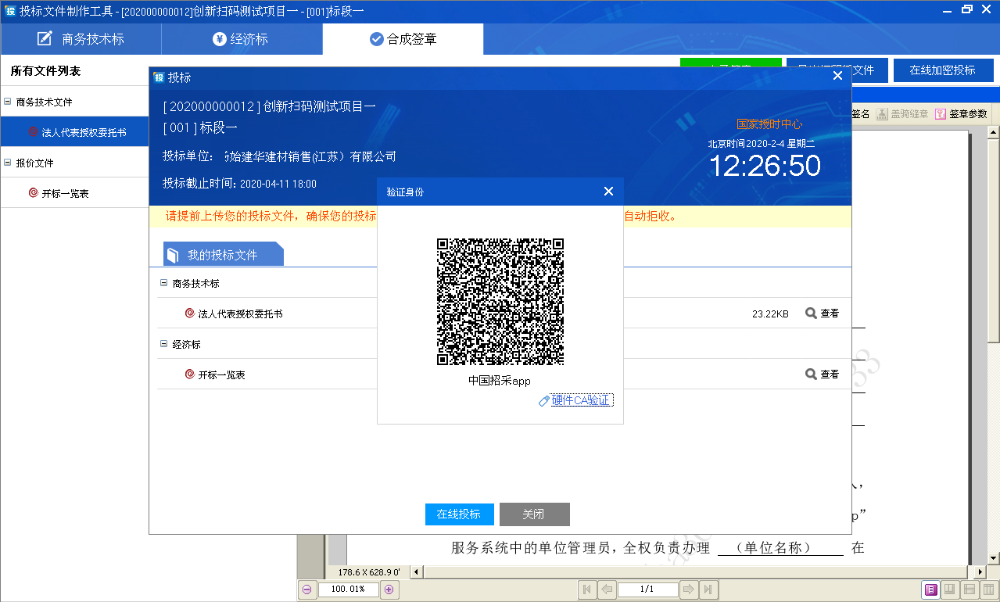 投标文件制作工具 - [202000000012]创新扫码测试项目一 - [001]标段一
商务技术标
经济标
合成签章
所有文件列表
在线加密投标
商务技术文件
法人代表授权委托书
报价文件
开标一览表
签名
盖骑缝章
签章参数
投标
[ 202000000012 ] 创新扫码测试项目一
[ 001 ] 标段一
投标单位：
始建华建材销售(江苏）有限公司
投标截止时间: 2020-04-11 18:00
国家授时中心
北京时间 2020-2-4 星期二
12:26:50
请提前上传您的投标文件，确保您的投标
自动拒收。
我的投标文件
商务技术标
法人代表授权委托书
23.22KB
查看
经济标
开标一览表
查看
验证身份
中国招采app
硬件CA验证
在线投标
关闭
人，
p”
服务系统中的单位管理员，全权负责办理 （单位名称） 在
178.6 X 628.9 0'
100.01%
1/1